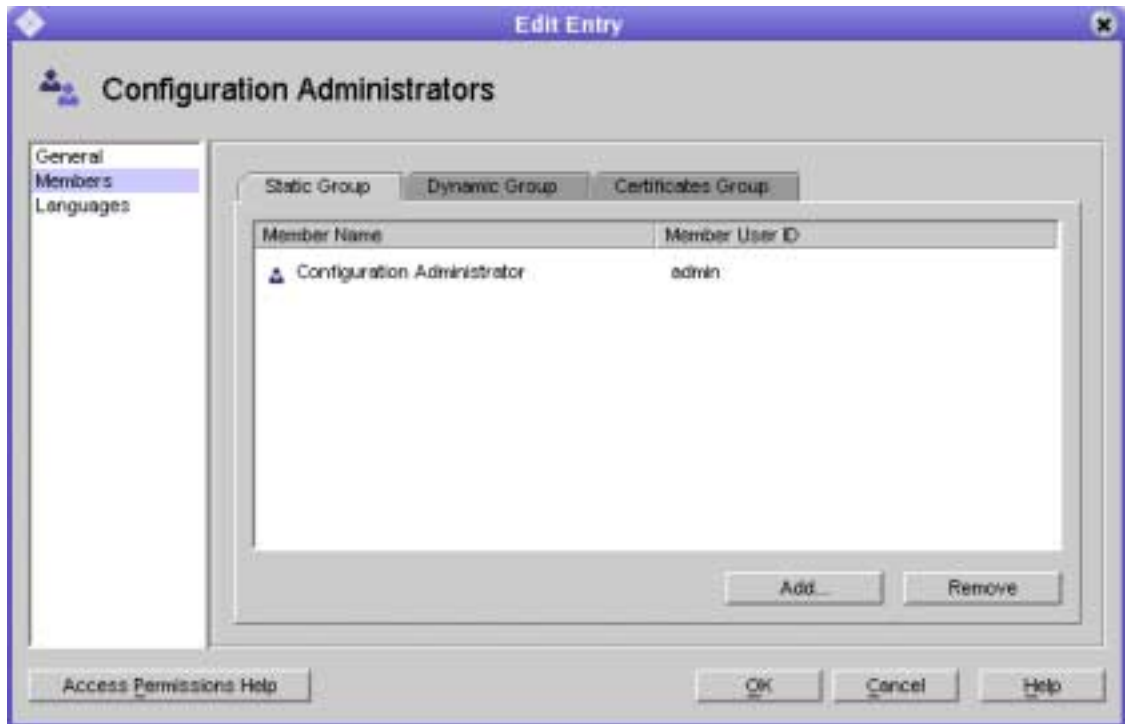 Edit Entry
Configuration Administrators
General
Members
Languages
Static Group
Dynamic Group
Certificates Group
Member Name
Member User ID
Configuration Administrator
admin
Add...
Remove
Access Permissions Help
OK
Cancel
Help